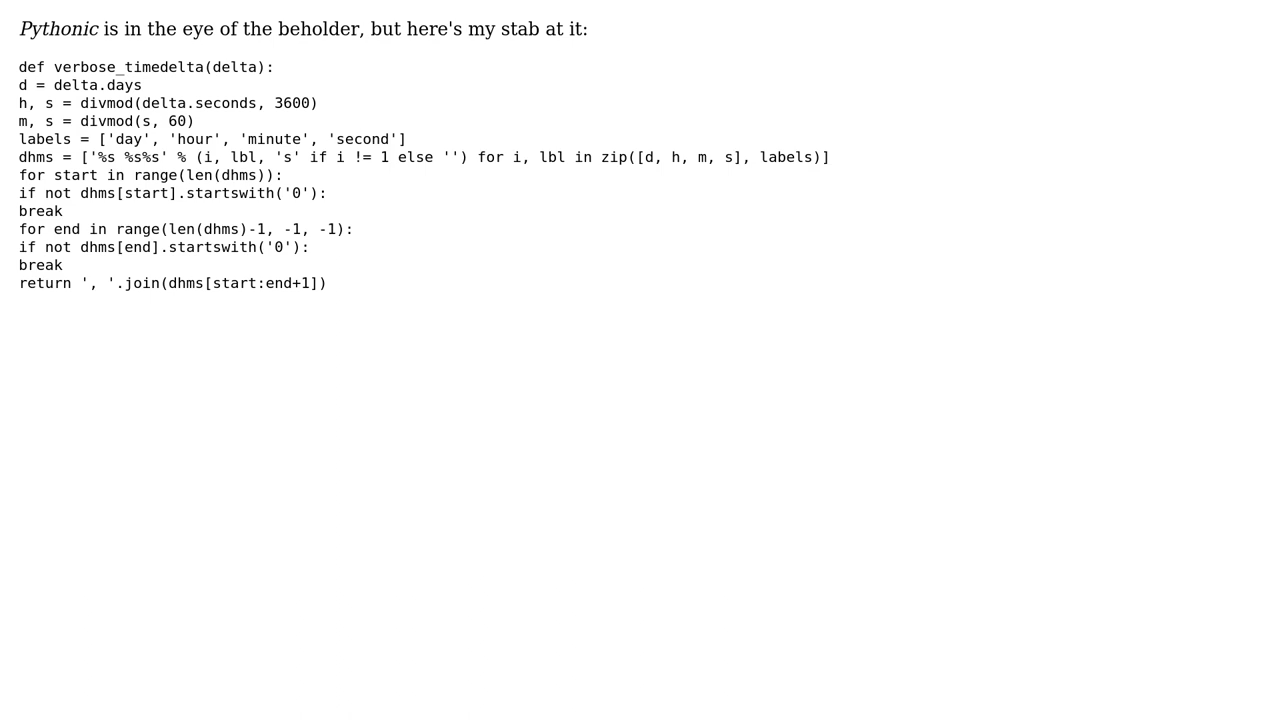 Pythonic is in the eye of the beholder, but here's my stab at it:
def verbose_timedelta(delta):
d = delta.days
h, s = divmod(delta.seconds, 3600)
m, s = divmod(s, 60)
labels = ['day', 'hour', 'minute', 'second']
dhms = ['%s %s%s' % (i, lbl, 's' if i != 1 else '') for i, lbl in zip([d, h, m, s], labels)]
for start in range(len(dhms)):
if not dhms[start].startswith('0'):
break
for end in range(len(dhms)-1, -1, -1):
if not dhms[end].startswith('0'):
break
return ', '.join(dhms[start:end+1])